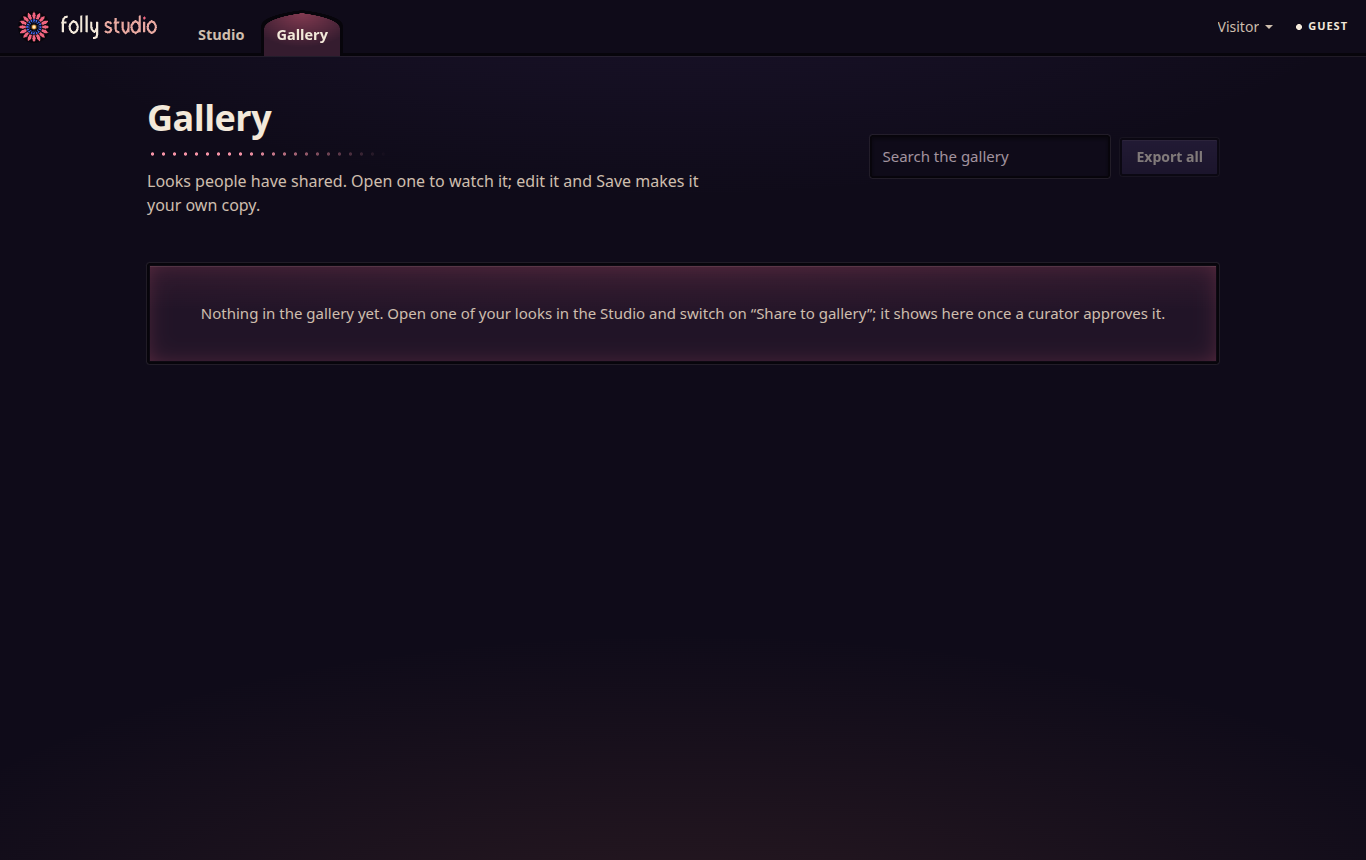 folly studio
Studio
Gallery
Visitor
GUEST
Gallery
Search the gallery
Export all
Looks people have shared. Open one to watch it; edit it and Save makes it
your own copy.
Nothing in the gallery yet. Open one of your looks in the Studio and switch on “Share to gallery”; it shows here once a curator approves it.